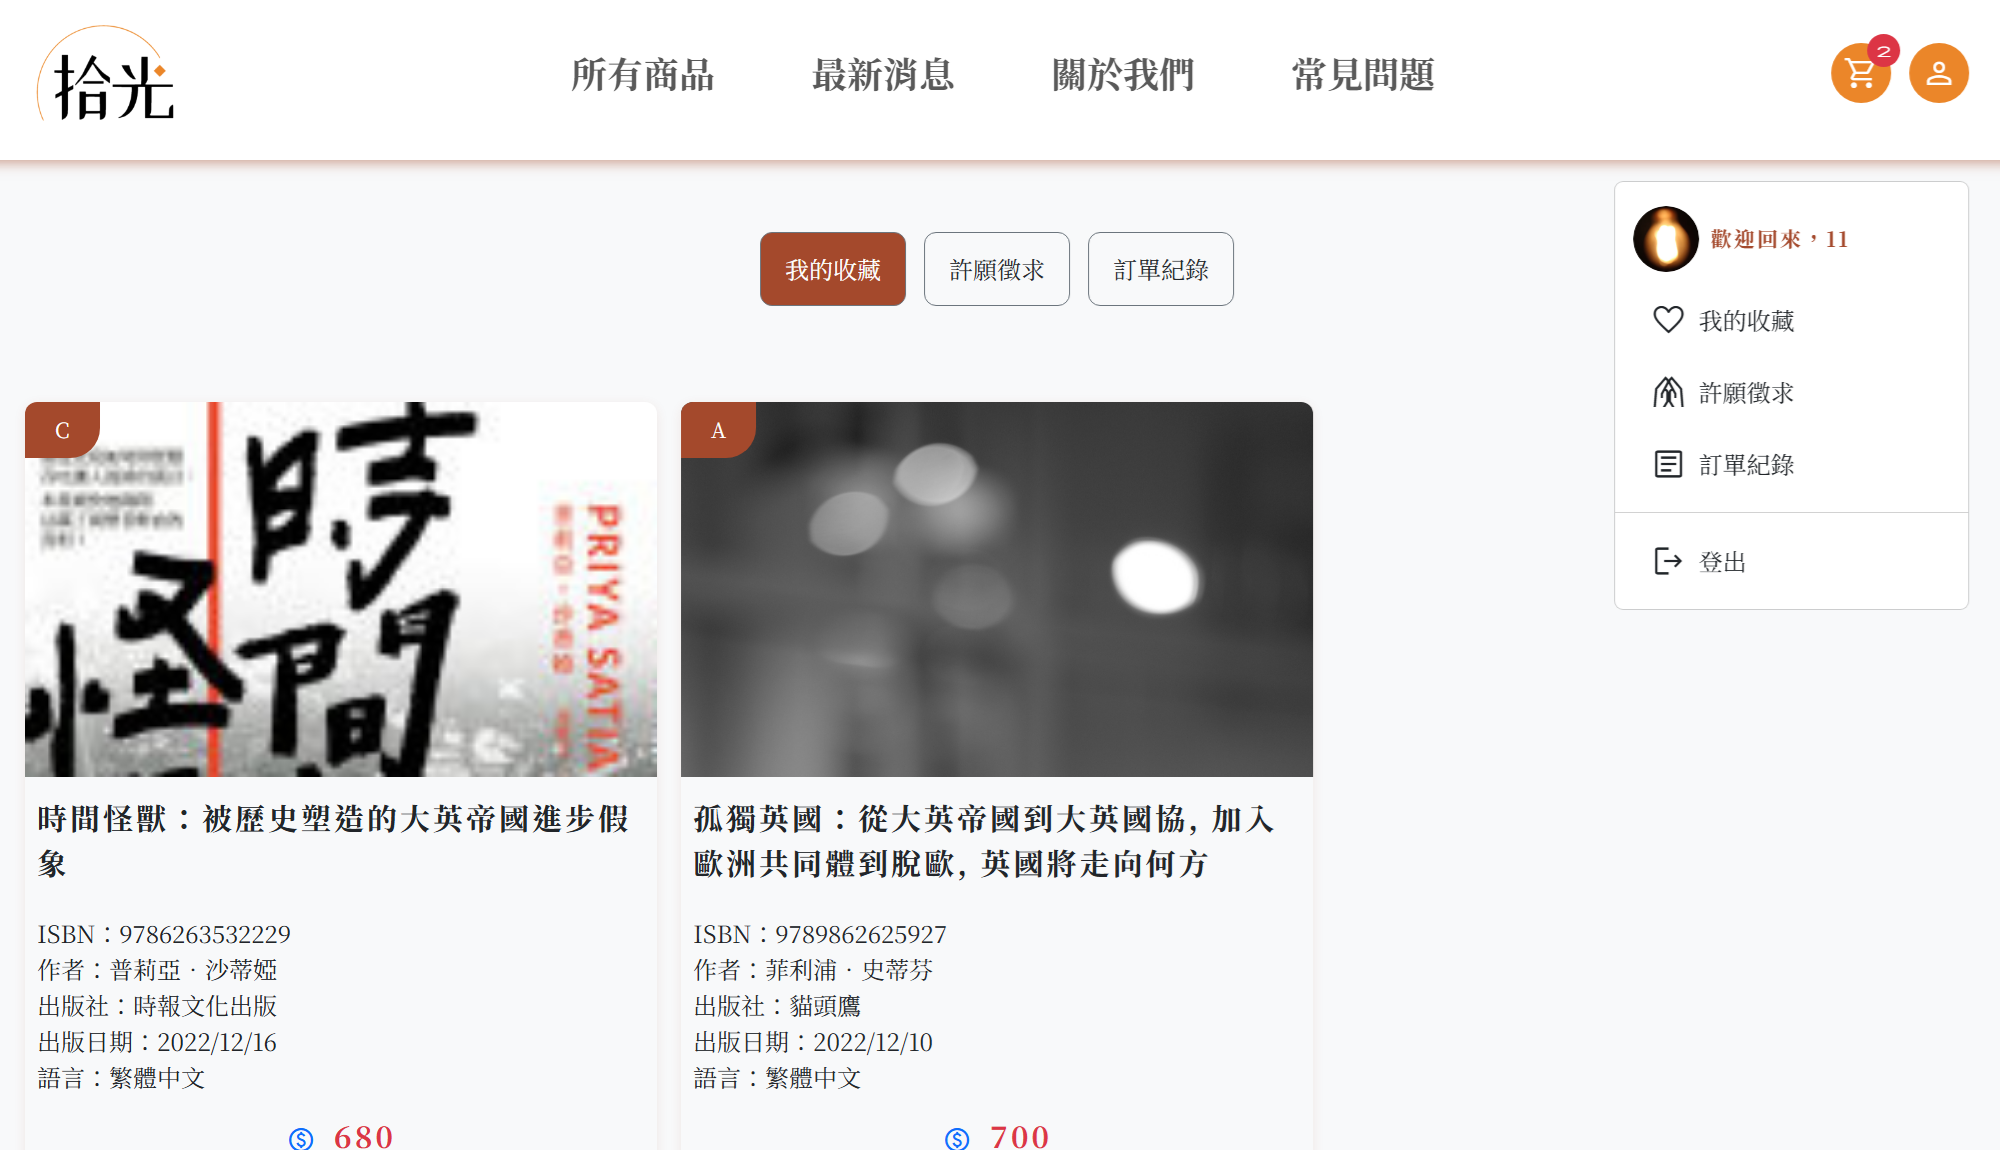 拾光
所有商品
最新消息
關於我們
常見問題
2
歡迎回來，11
我的收藏
許願徵求
訂單紀錄
登出
我的收藏
許願徵求
訂單紀錄
C
時間
怪
PRIYA SATIA
時間怪獸：被歷史塑造的大英帝國進步假
象
ISBN：9786263532229
作者：普莉亞．沙蒂婭
出版社：時報文化出版
出版日期：2022/12/16
語言：繁體中文
680
A
孤獨英國：從大英帝國到大英國協, 加入
歐洲共同體到脫歐, 英國將走向何方
ISBN：9789862625927
作者：菲利浦．史蒂芬
出版社：貓頭鷹
出版日期：2022/12/10
語言：繁體中文
700